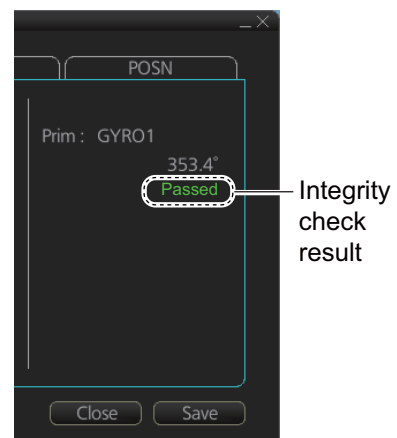 POSN
Prim : GYRO1
353.4°
Passed
Integrity
check
result
Close Save